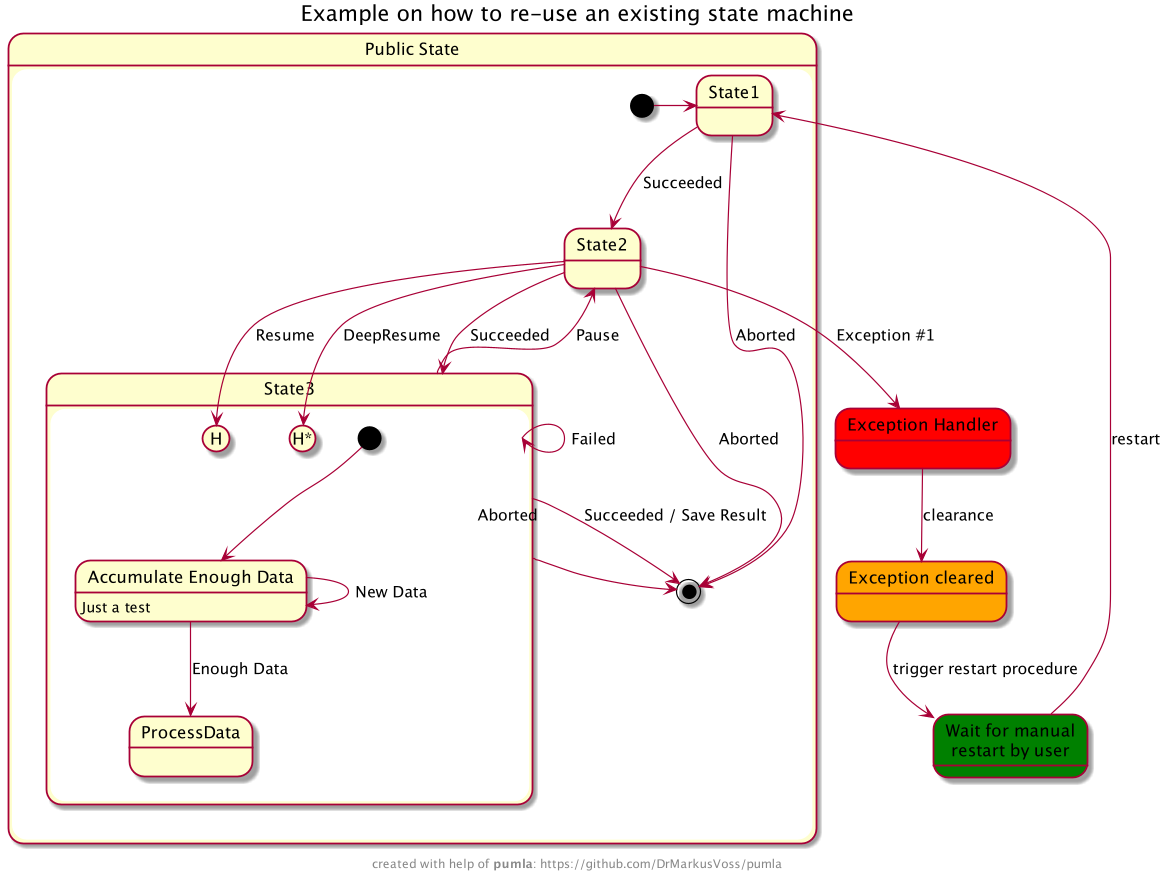 Example on how to re-use an existing state machine
Public State
State1
Succeeded
State2
Resume
DeepResume
Succeeded
Pause
Aborted
Exception #1
State3
H
H*
Failed
Aborted
Exception Handler
restart
Aborted
Succeeded / Save Result
clearance
Accumulate Enough Data
Just a test
New Data
Exception cleared
Enough Data
trigger restart procedure
ProcessData
Wait for manual
restart by user
created with help of pumla: https://github.com/DrMarkusVoss/pumla